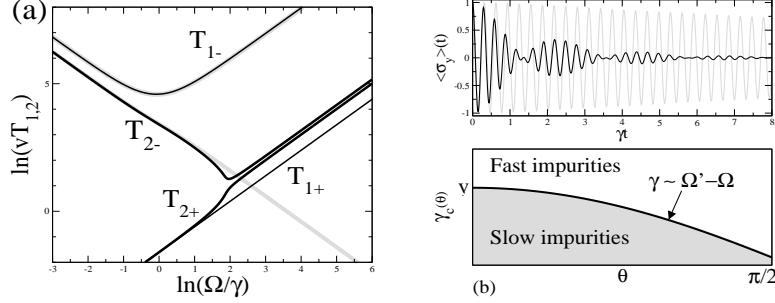 (a)
T1-
T2-
T2+
T1+
ln(vT1,2)
5
0
-3 -2 -1 0 1 2 3 4 5 6
ln(Ω/γ)
<σy>(t)
1
0.5
0
-0.5
-1
0 1 2 3 4 5 6 7 8
γt
Fast impurities
γ ~ Ω'−Ω
v
γc(θ)
Slow impurities
(b)
θ
π/2